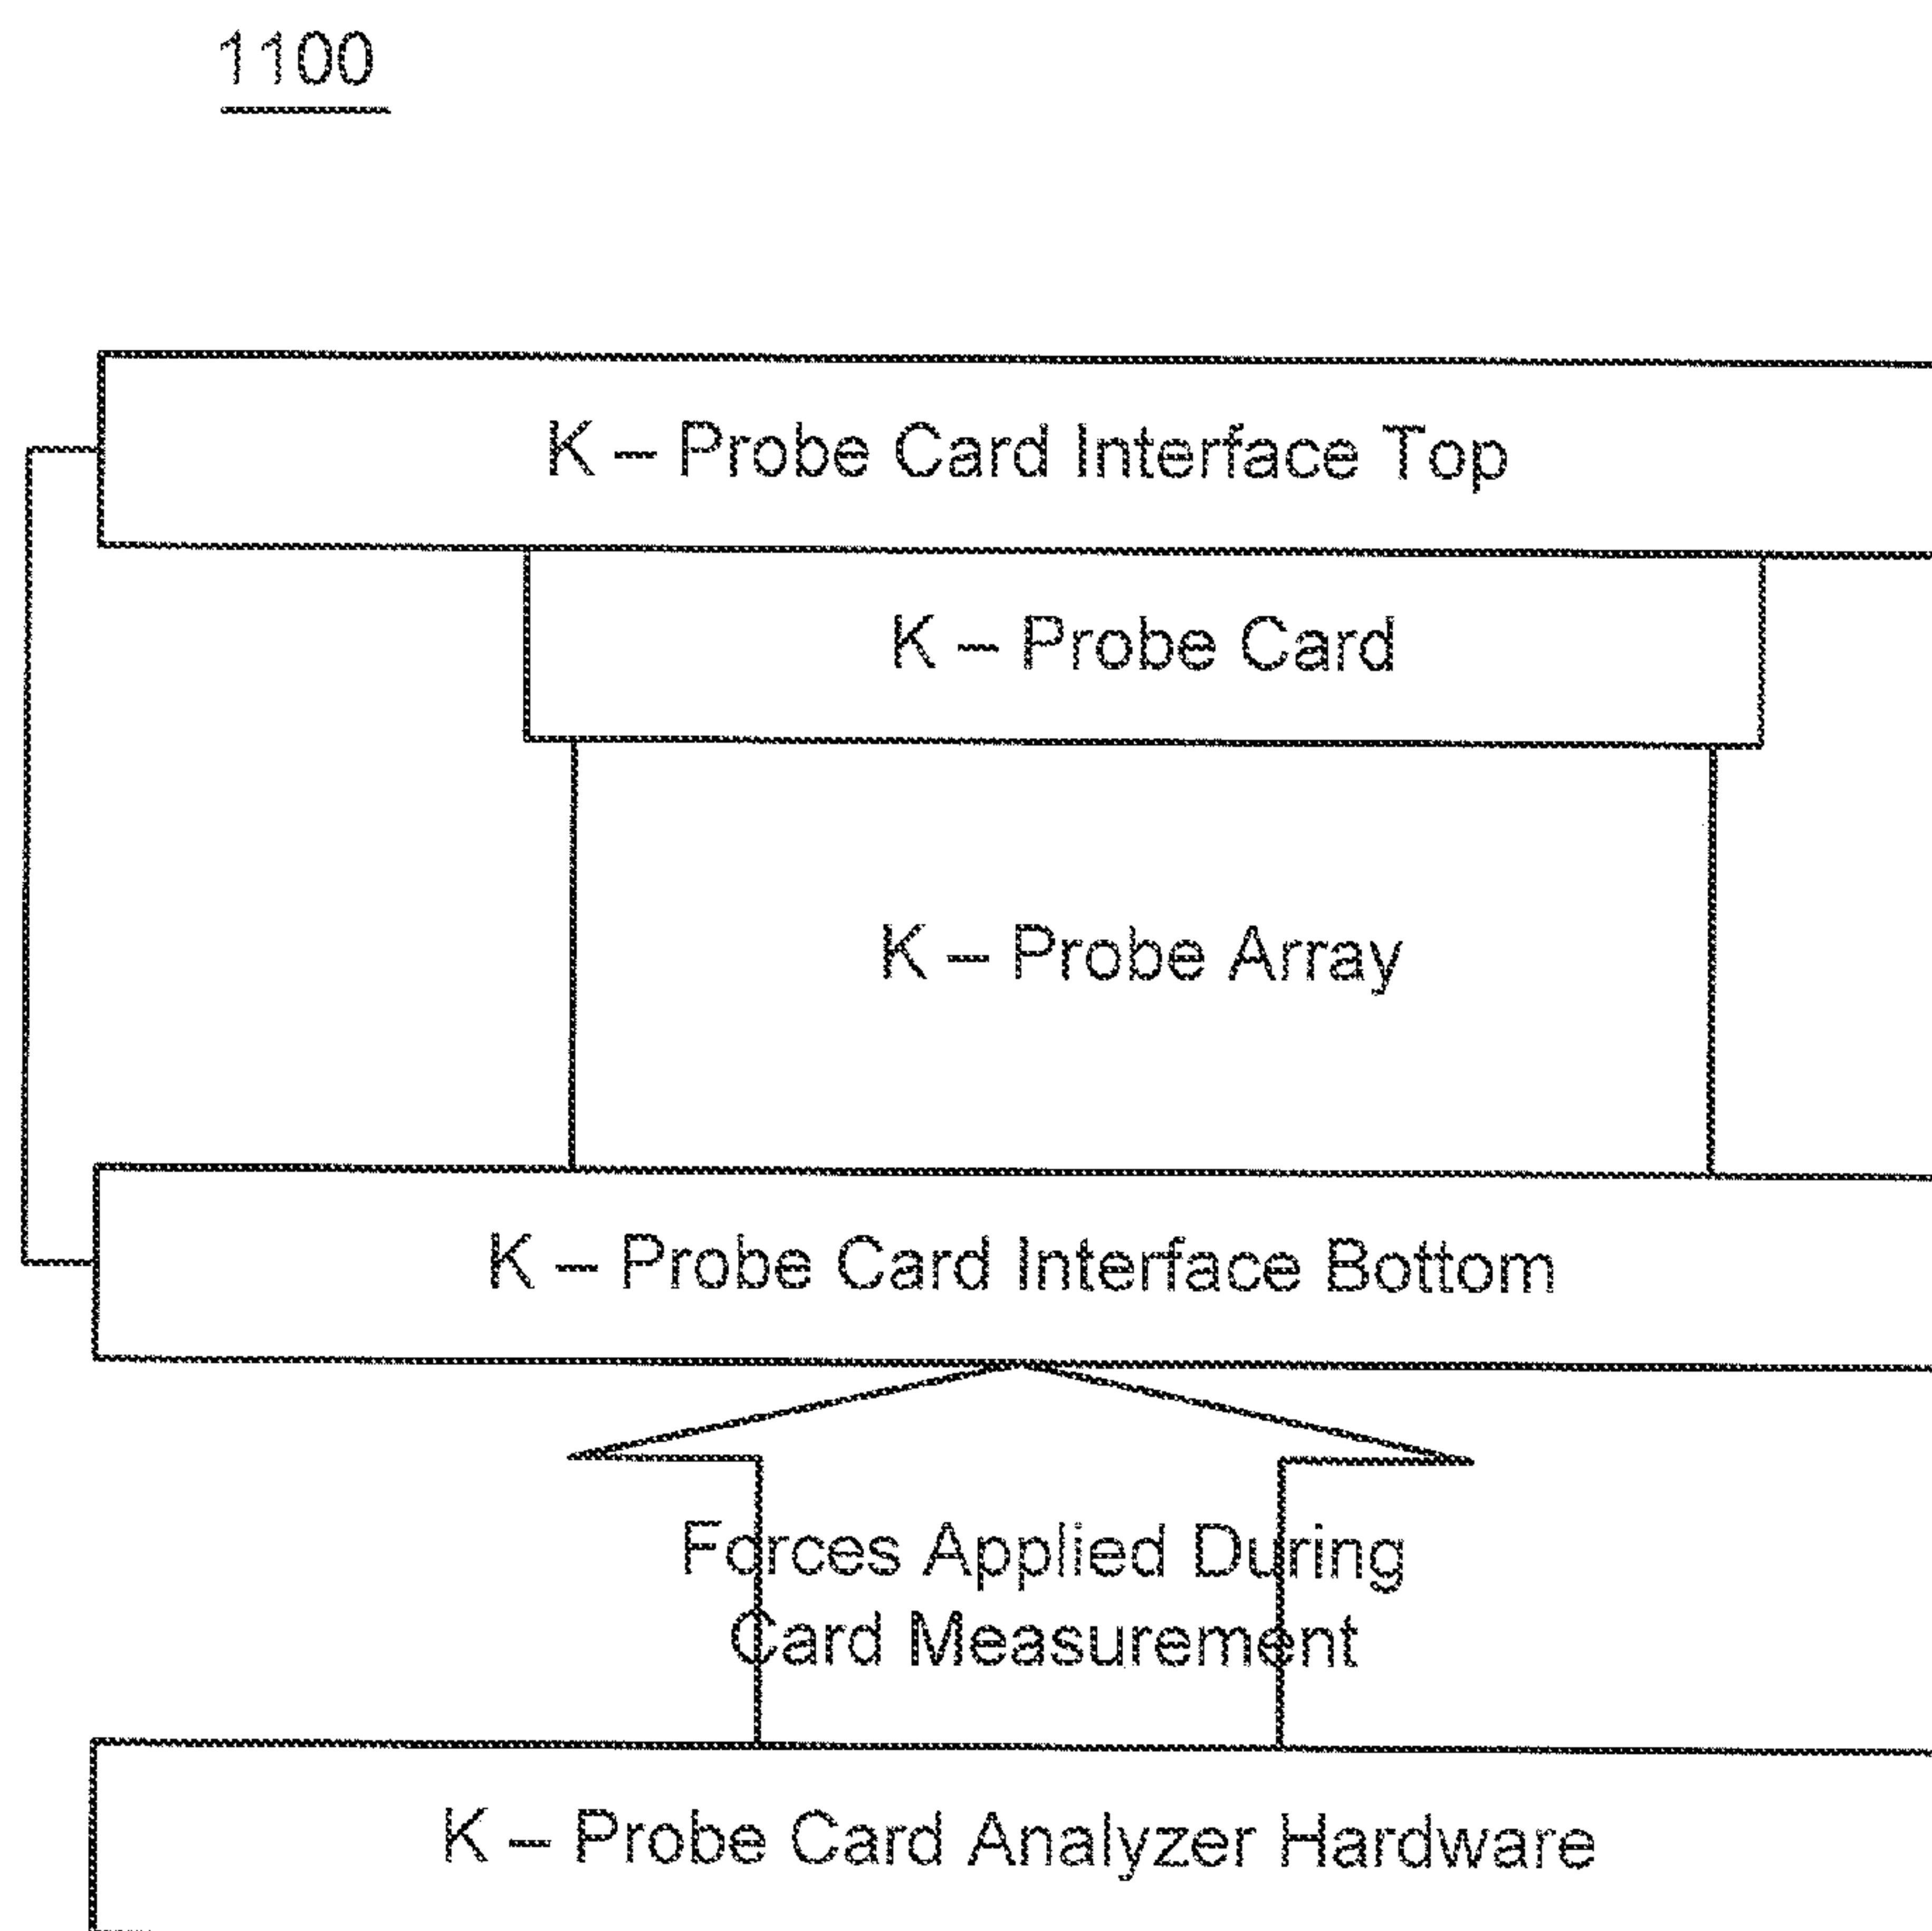 1100
K – Probe Card Interface Top
K – Probe Card
K – Probe Array
K – Probe Card Interface Bottom
Forces Applied During
Card Measurement
K – Probe Card Analyzer Hardware